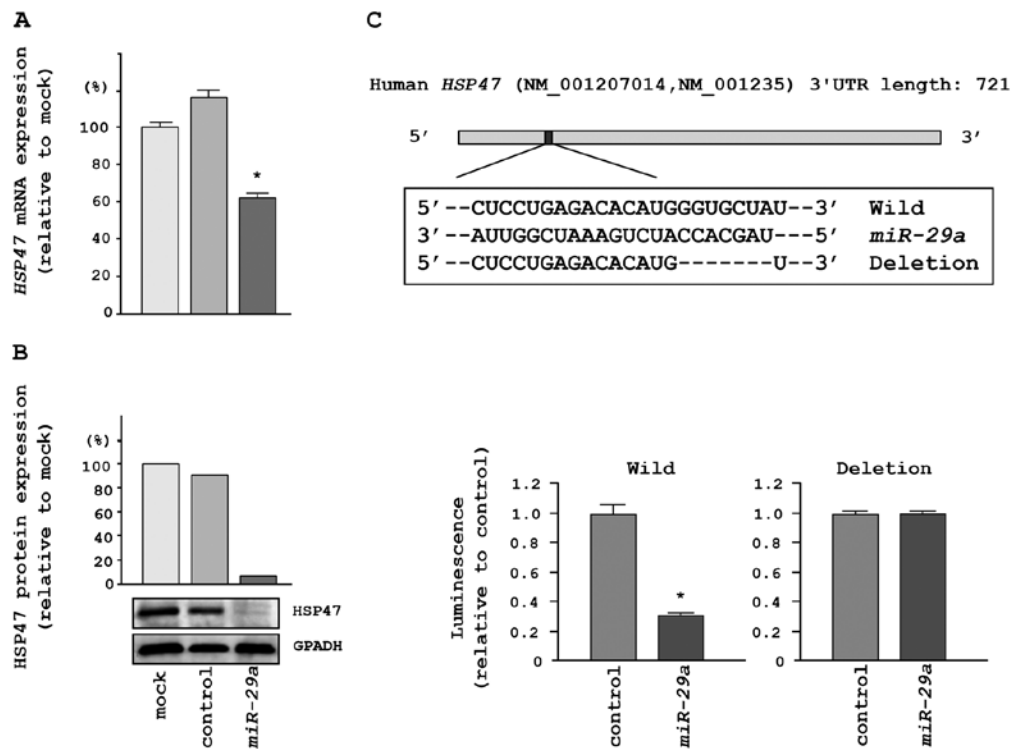 A
HSP47 mRNA expression
(relative to mock)
(%)
100
80
60
40
20
0
*
B
HSP47 protein expression
(relative to mock)
(%)
100
80
60
40
20
0
HSP47
GPADH
mock
control
miR-29a
C
Human HSP47 (NM_001207014,NM_001235) 3'UTR length: 721
5' 3'
5'--CUCCUGAGACACAUGGGUGCUAU--3' Wild
3'--AUUGGCUAAAGUCUACCACGAU---5' miR-29a
5'--CUCCUGAGACACAUG-------U--3' Deletion
Luminescence
(relative to control)
Wild
1.2
1.0
0.8
0.6
0.4
0.2
0
*
control
miR-29a
Deletion
1.2
1.0
0.8
0.6
0.4
0.2
0
control
miR-29a